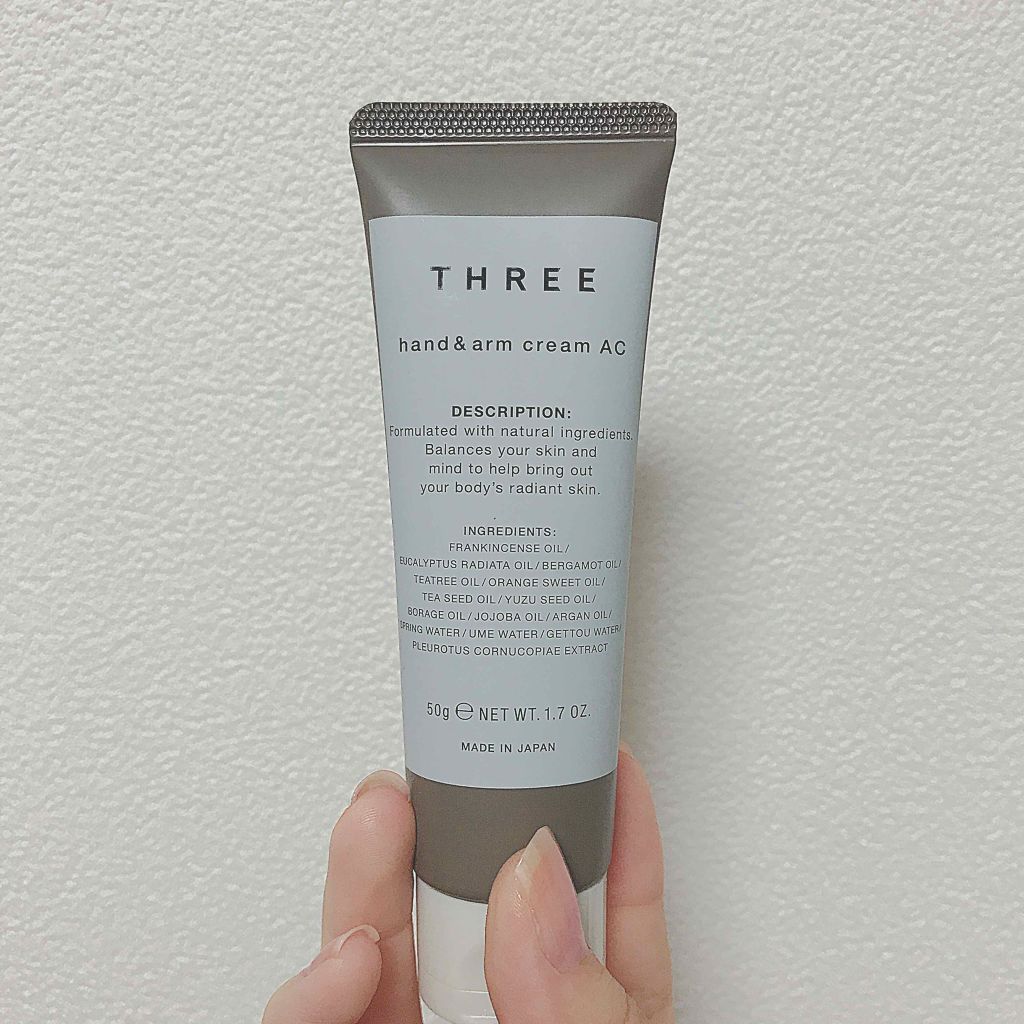 THREE
hand & arm cream AC
DESCRIPTION:
Formulated with natural ingredients.
Balances your skin and
mind to help bring out
your body's radiant skin.
INGREDIENTS:
FRANKINCENSE OIL/
EUCALYPTUS RADIATA OIL/BERGAMOT OIL/
TEATREE OIL/ORANGE SWEET OIL/
TEA SEED OIL/YUZU SEED OIL/
BORAGE OIL/JOJOBA OIL/ARGAN OIL/
SPRING WATER/UME WATER/GETTOU WATER/
PLEUROTUS CORNUCOPIAE EXTRACT
50g ℮ NET WT. 1.7 OZ.
MADE IN JAPAN